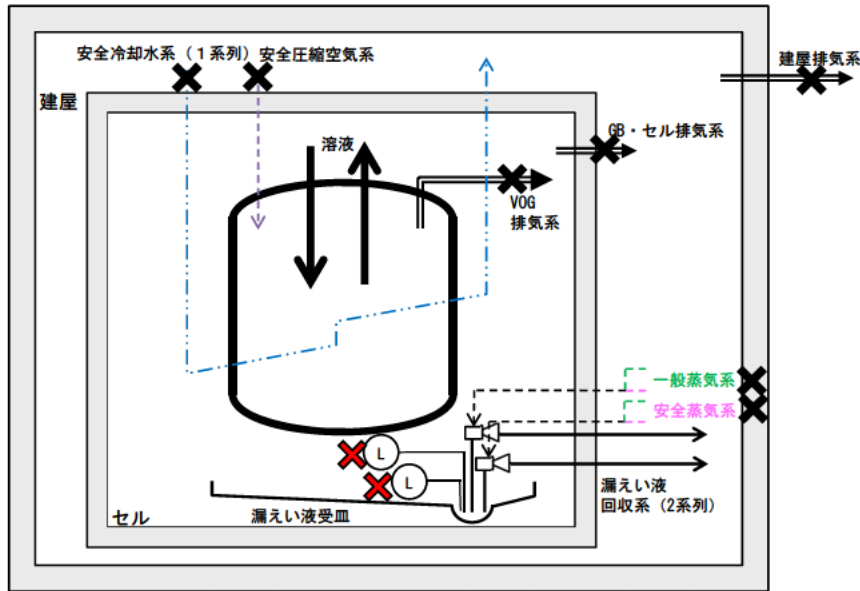 安全冷却水系（１系列）安全圧縮空気系
建屋排気系
建屋
GB・セル排気系
溶液
VOG
排気系
一般蒸気系
安全蒸気系
L
L
漏えい液
回収系（2系列）
漏えい液受皿
セル